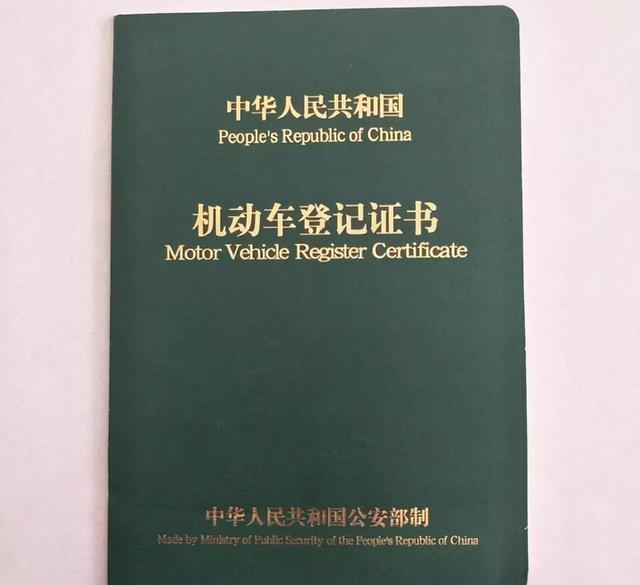 中华人民共和国
People's Republic of China
机动车登记证书
Motor Vehicle Register Certificate
中华人民共和国公安部制
Made by Ministry of Public Security of the People's Republic of China